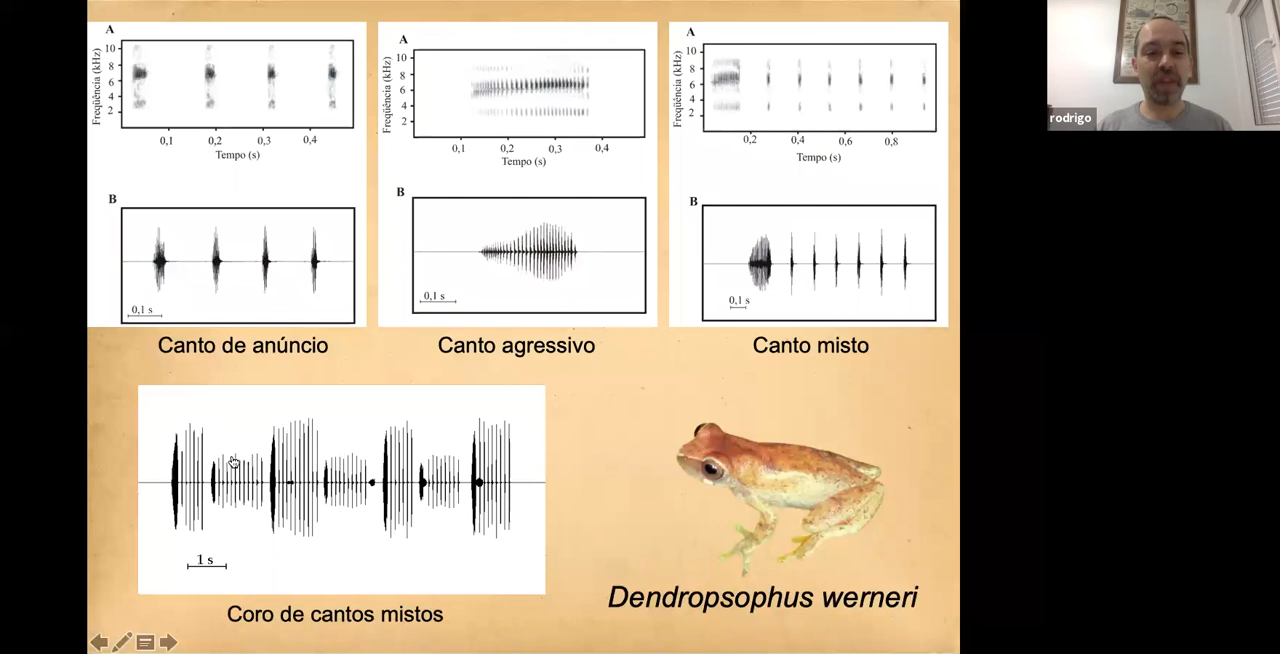 A
Freqüência (kHz)
10
8
6
4
2
0,1
0,2
0,3
0,4
Tempo (s)
B
0,1 s
Canto de anúncio
A
Freqüência (kHz)
10
8
6
4
2
0,1
0,2
0,3
0,4
Tempo (s)
B
0,1 s
Canto agressivo
A
Freqüência (kHz)
10
8
6
4
2
0,2
0,4
0,6
0,8
Tempo (s)
B
0,1 s
Canto misto
rodrigo
1 s
Coro de cantos mistos
Dendropsophus werneri